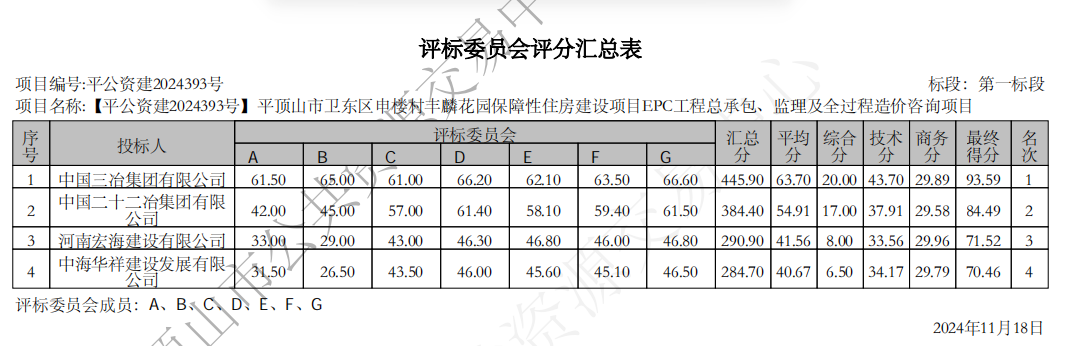 评标委员会评分汇总表
项目编号:平公资建2024393号 标段：第一标段
项目名称:【平公资建2024393号】平顶山市卫东区申楼村丰麟花园保障性住房建设项目EPC工程总承包、监理及全过程造价咨询项目
序号 投标人 评标委员会 汇总分 平均分 综合分 技术分 商务分 最终得分 名次
A B C D E F G
1 中国三冶集团有限公司 61.50 65.00 61.00 66.20 62.10 63.50 66.60 445.90 63.70 20.00 43.70 29.89 93.59 1
2 中国二十二冶集团有限公司 42.00 45.00 57.00 61.40 58.10 59.40 61.50 384.40 54.91 17.00 37.91 29.58 84.49 2
3 河南宏海建设有限公司 33.00 29.00 43.00 46.30 46.80 46.00 46.80 290.90 41.56 8.00 33.56 29.96 71.52 3
4 中海华祥建设发展有限公司 31.50 26.50 43.50 46.00 45.60 45.10 46.50 284.70 40.67 6.50 34.17 29.79 70.46 4
评标委员会成员：A、B、C、D、E、F、G
2024年11月18日